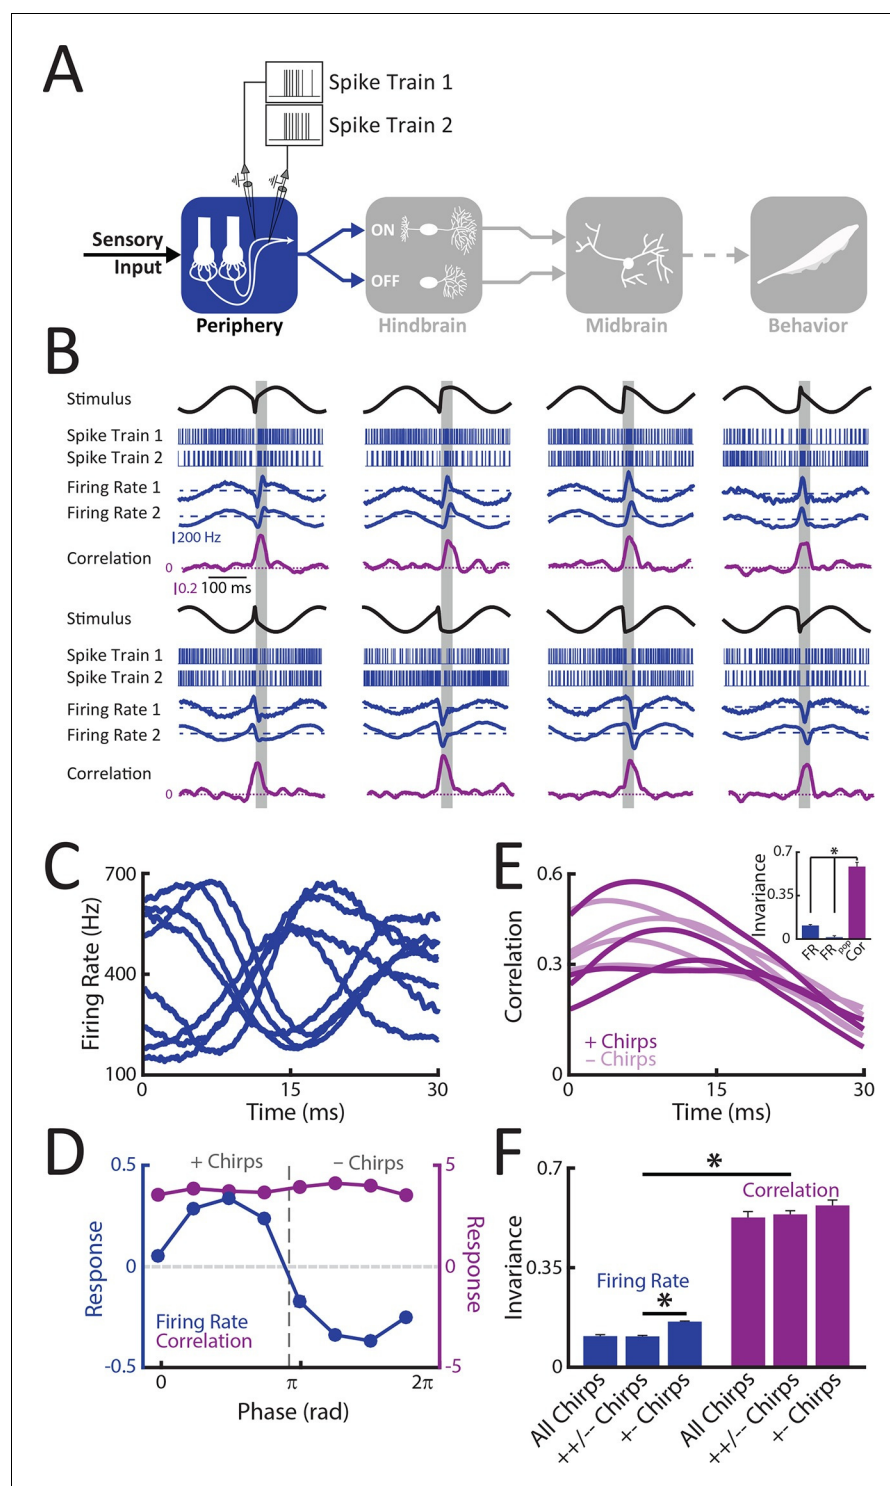 A
Spike Train 1
Spike Train 2
Sensory
Input
ON
OFF
Periphery
Hindbrain
Midbrain
Behavior
B
Stimulus
Spike Train 1
Spike Train 2
Firing Rate 1
Firing Rate 2
200 Hz
Correlation
0
0.2 100 ms
Stimulus
Spike Train 1
Spike Train 2
Firing Rate 1
Firing Rate 2
Correlation
0
C
Firing Rate (Hz)
700
400
100
0 15 30
Time (ms)
E
Correlation
0.6
0.3
0
+ Chirps
– Chirps
0 15 30
Time (ms)
Invariance
0.7
0.35
0
*
FR
FR pop
Cor
D
+ Chirps – Chirps
Response
0.5
0
-0.5
5
0
-5
Response
Firing Rate
Correlation
0 π 2π
Phase (rad)
F
Invariance
0.7
0.35
0
*
Correlation
Firing Rate
*
All Chirps
++/-- Chirps
+- Chirps
All Chirps
++/-- Chirps
+- Chirps